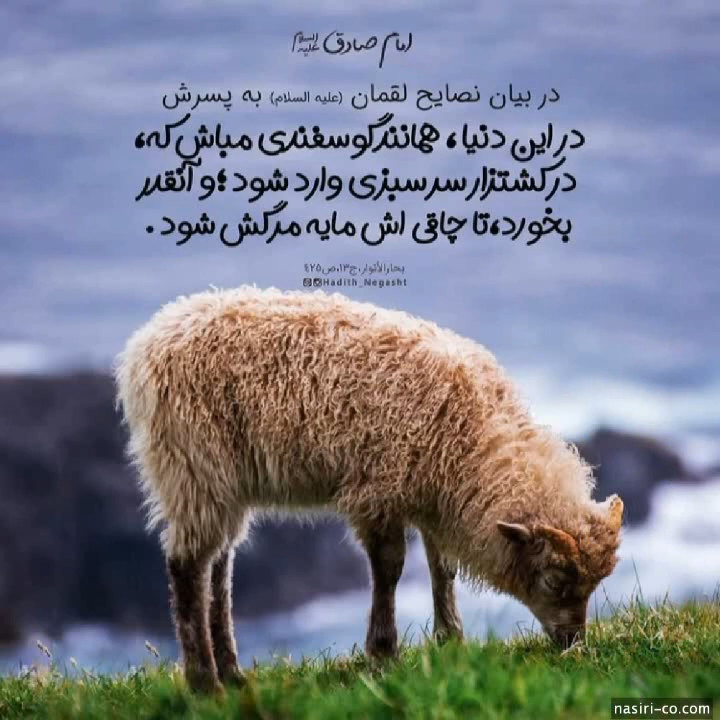 امام صادق علیه السلام
در بیان نصایح لقمان (علیه السلام) به پسرش
در این دنیا، همانند گوسفندی مباش که،
در کشتزار سرسبزی وارد شود؛ و آنقدر
بخورد، تا چاقی اش مایه مرگش شود.
بحارالأنوار، ج۱۳، ص۴۲۵
Hadith_Negasht
nasiri-co.com